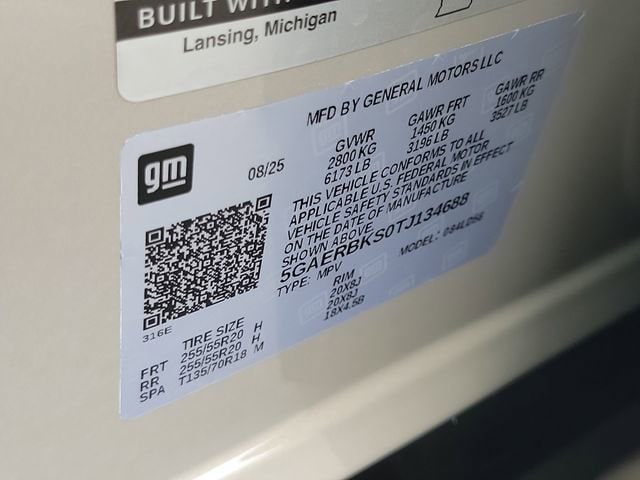 BUILT WITH
Lansing, Michigan
MFD BY GENERAL MOTORS LLC
gm
08/25
GVWR GAWR FRT GAWR RR
2800 KG 1450 KG 1600 KG
6173 LB 3196 LB 3527 LB
THIS VEHICLE CONFORMS TO ALL
APPLICABLE U.S. FEDERAL MOTOR
VEHICLE SAFETY STANDARDS IN EFFECT
ON THE DATE OF MANUFACTURE
SHOWN ABOVE.
5GAERBKS0TJ134688
TYPE: MPV MODEL: 084LD56
316E
TIRE SIZE RIM
FRT 255/55R20 H 20X8J
RR 255/55R20 H 20X8J
SPA T135/70R18 M 18X4.5B